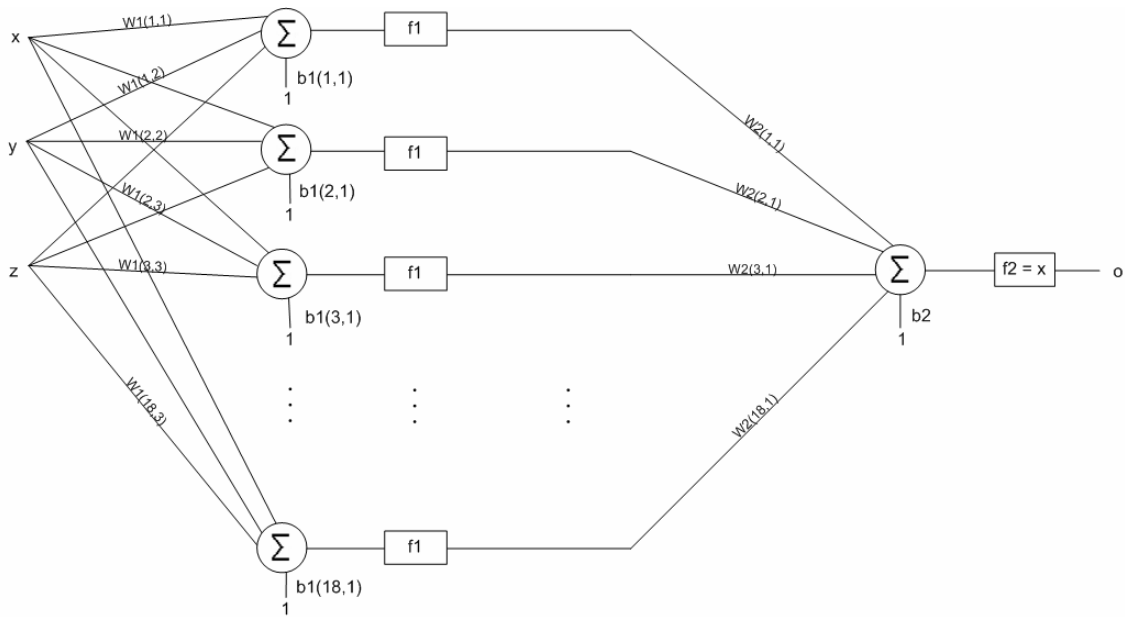 x
W1(1,1)
Σ
f1
b1(1,1)
1
W1(1,2)
W2(1,1)
y
W1(2,2)
Σ
f1
b1(2,1)
1
W1(2,3)
W2(2,1)
z
W1(3,3)
Σ
f1
W2(3,1)
Σ
f2 = x
o
b1(3,1)
1
b2
1
W1(18,3)
W2(18,1)
Σ
f1
b1(18,1)
1